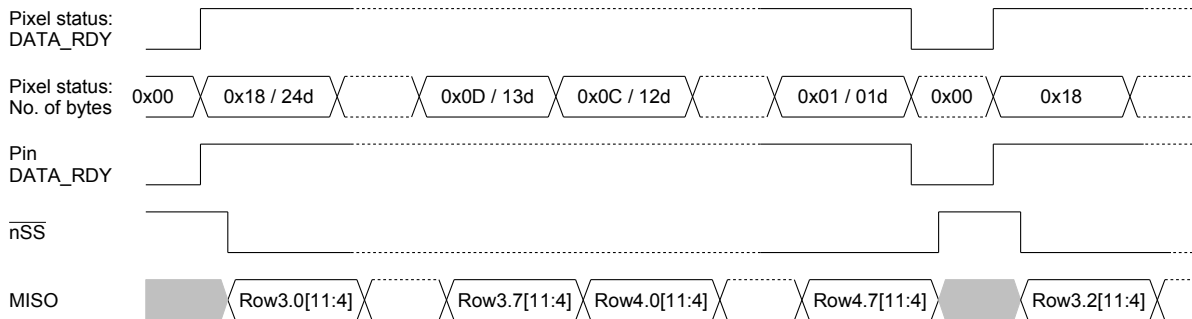 Pixel status:
DATA_RDY
Pixel status:
No. of bytes
0x00
0x18 / 24d
0x0D / 13d
0x0C / 12d
0x01 / 01d
0x00
0x18
Pin
DATA_RDY
nSS
MISO
Row3.0[11:4]
Row3.7[11:4]
Row4.0[11:4]
Row4.7[11:4]
Row3.2[11:4]